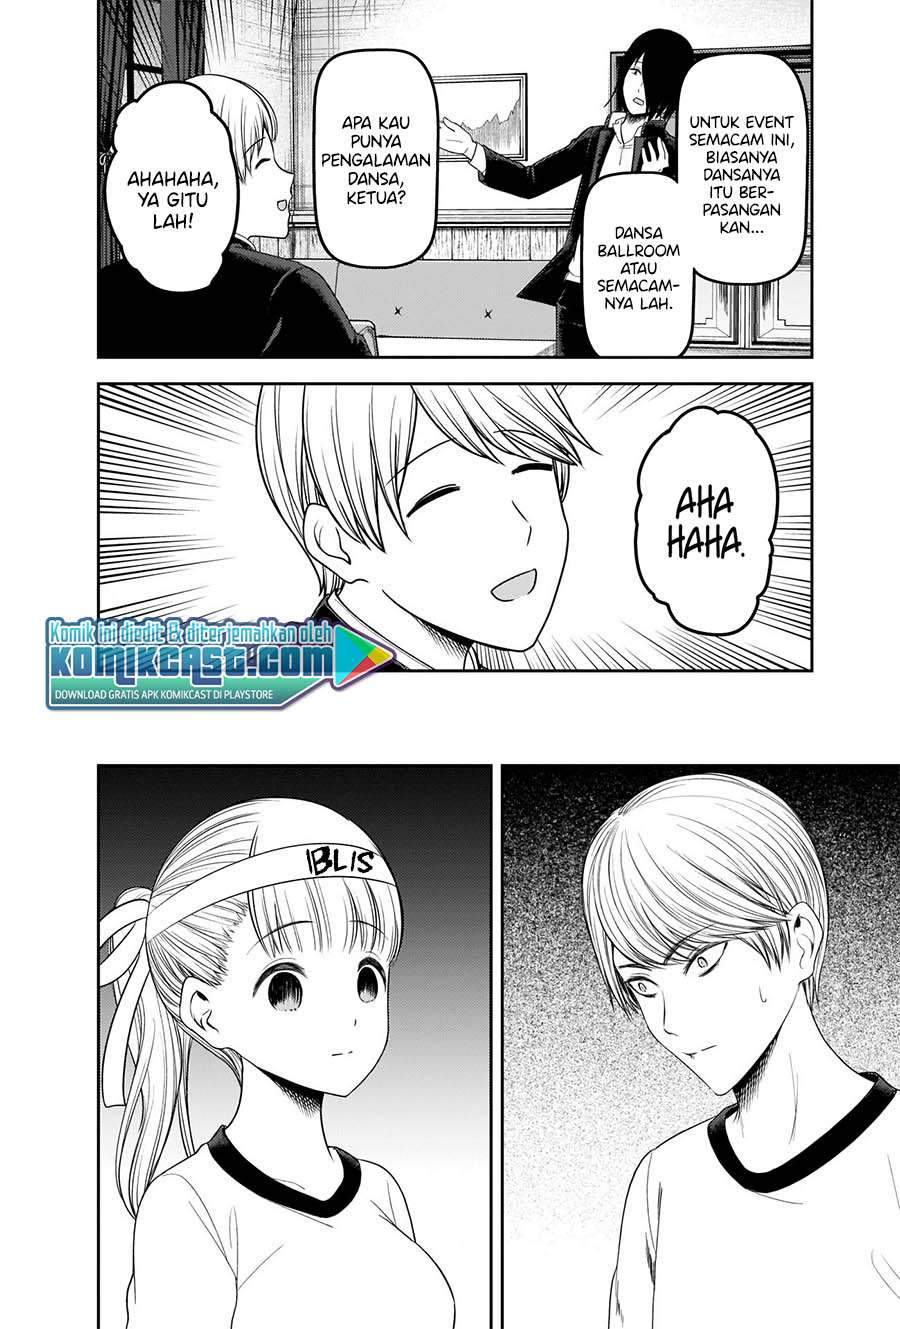 UNTUK EVENT
SEMACAM INI,
BIASANYA
DANSANYA
ITU BER-
PASANGAN
KAN...
DANSA
BALLROOM
ATAU
SEMACAM-
NYA LAH.
APA KAU
PUNYA
PENGALAMAN
DANSA,
KETUA?
AHAHAHA,
YA GITU
LAH!
AHA
HAHA.
Komik ini diedit & diterjemahkan oleh
KOMIKCAST.COM
DOWNLOAD GRATIS APK KOMIKCAST DI PLAYSTORE
IBLIS